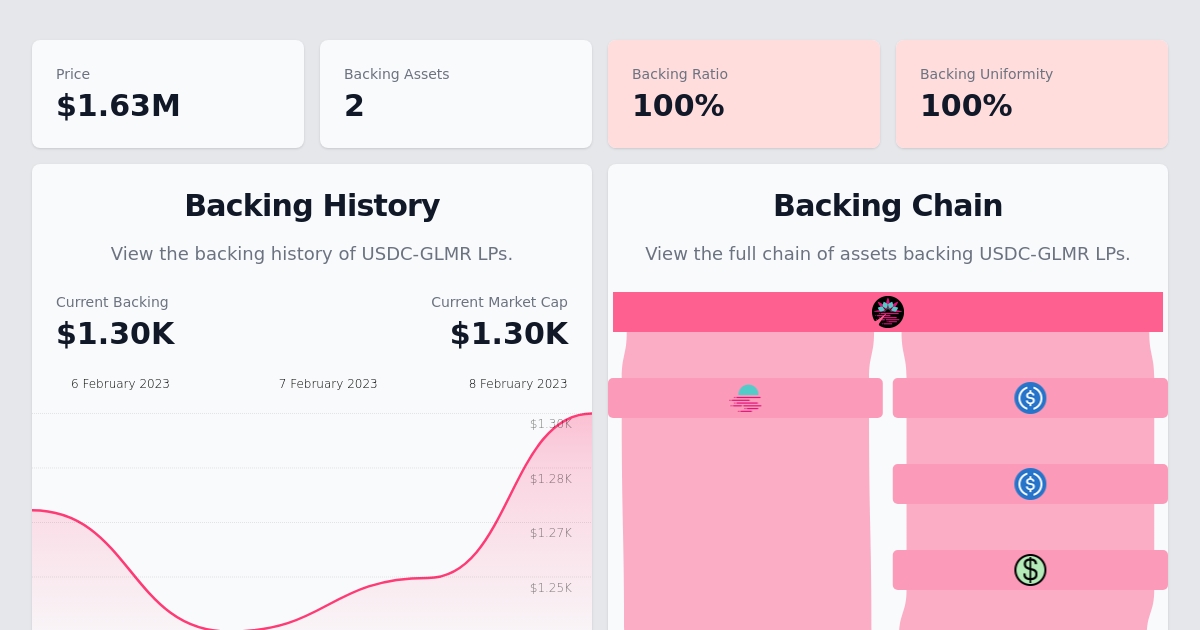 Price
$1.63M
Backing Assets
2
Backing Ratio
100%
Backing Uniformity
100%
Backing History
View the backing history of USDC-GLMR LPs.
Current Backing
$1.30K
Current Market Cap
$1.30K
6 February 2023
7 February 2023
8 February 2023
$1.30K
$1.28K
$1.27K
$1.25K
Backing Chain
View the full chain of assets backing USDC-GLMR LPs.
$
$
$